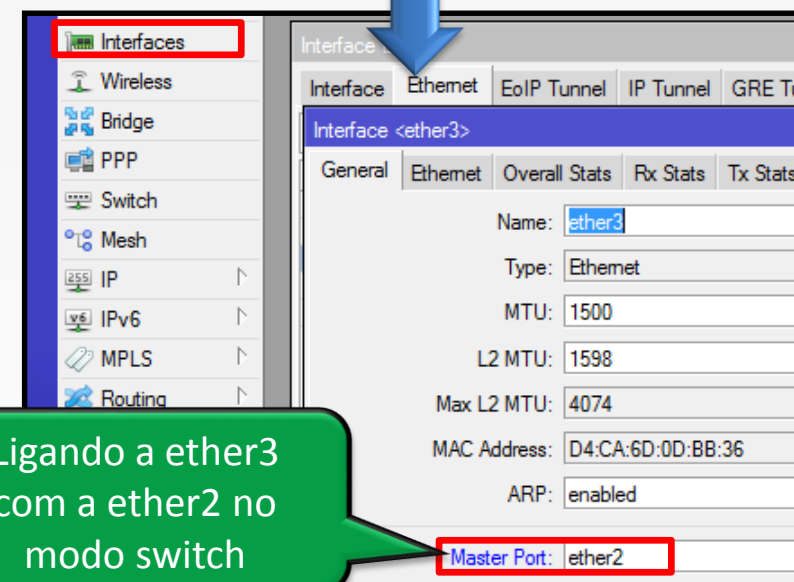 Interfaces
Wireless
Bridge
PPP
Switch
Mesh
IP
IPv6
MPLS
Routing
Interface
Interface Ethernet EoIP Tunnel IP Tunnel GRE
Interface <ether3>
General Ethernet Overall Stats Rx Stats Tx Stats
Name: ether3
Type: Ethernet
MTU: 1500
L2 MTU: 1598
Max L2 MTU: 4074
MAC Address: D4:CA:6D:0D:BB:36
ARP: enabled
Master Port: ether2
Ligando a ether3
com a ether2 no
modo switch